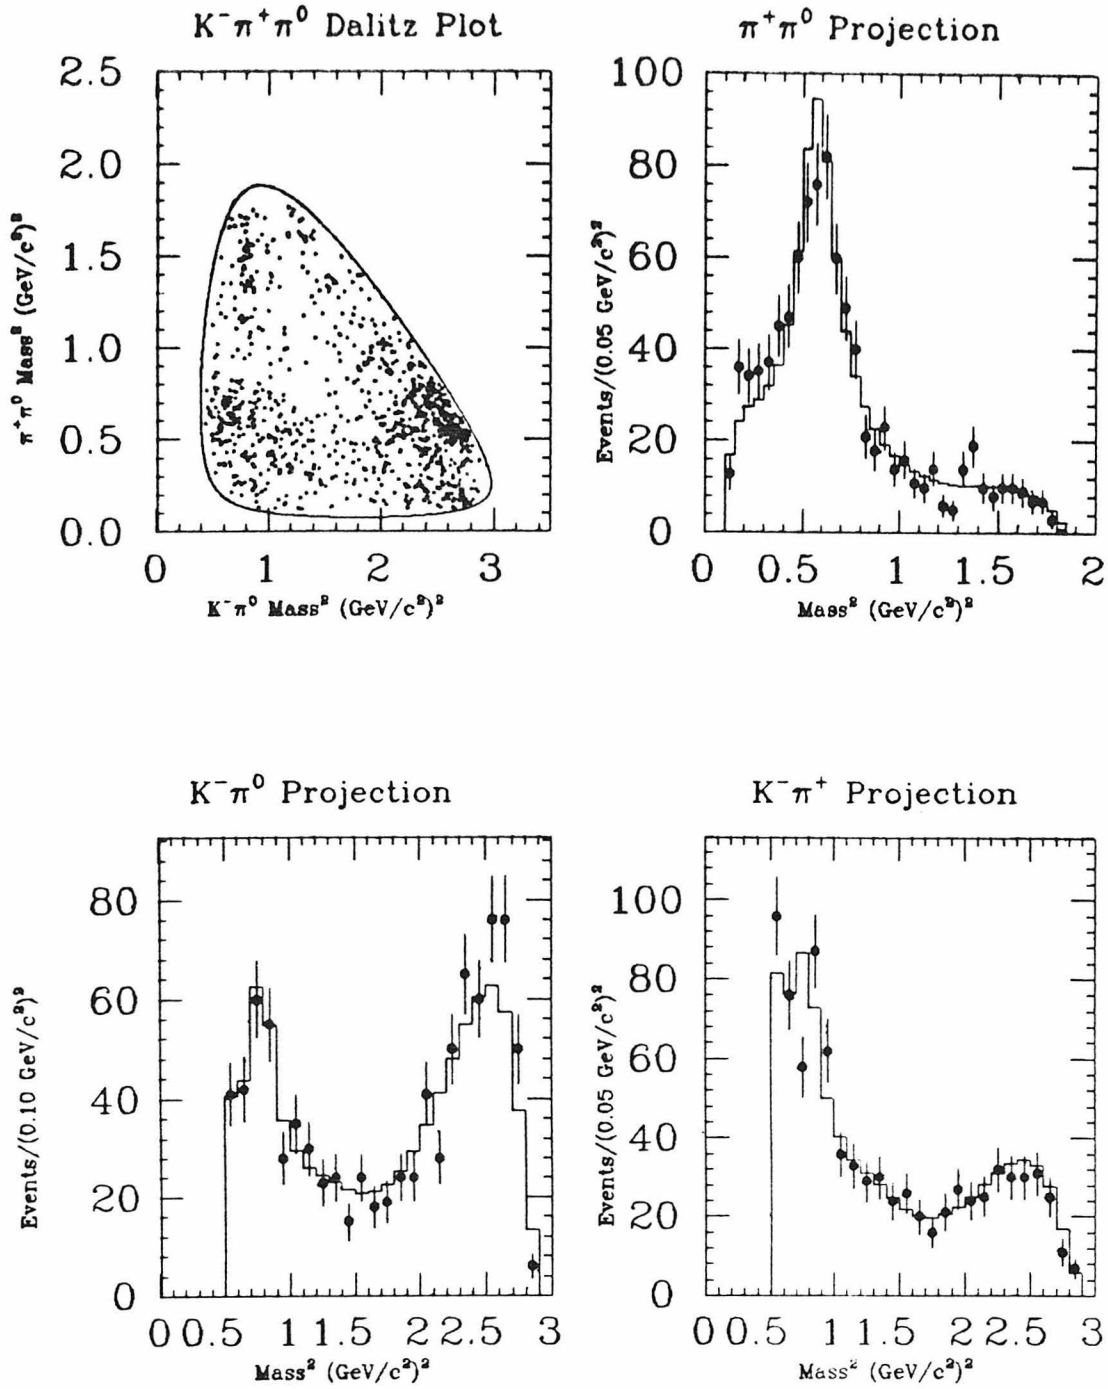 K⁻π⁺π⁰ Dalitz Plot
2.5
2.0
1.5
1.0
0.5
0.0
π⁺π⁰ Mass² (GeV/c²)²
0 1 2 3
K⁻π⁰ Mass² (GeV/c²)²
π⁺π⁰ Projection
100
80
60
40
20
0
Events/(0.05 GeV/c²)²
0 0.5 1 1.5 2
Mass² (GeV/c²)²
K⁻π⁰ Projection
80
60
40
20
0
Events/(0.10 GeV/c²)²
0 0.5 1 1.5 2 2.5 3
Mass² (GeV/c²)²
K⁻π⁺ Projection
100
80
60
40
20
0
Events/(0.05 GeV/c²)²
0 0.5 1 1.5 2 2.5 3
Mass² (GeV/c²)²